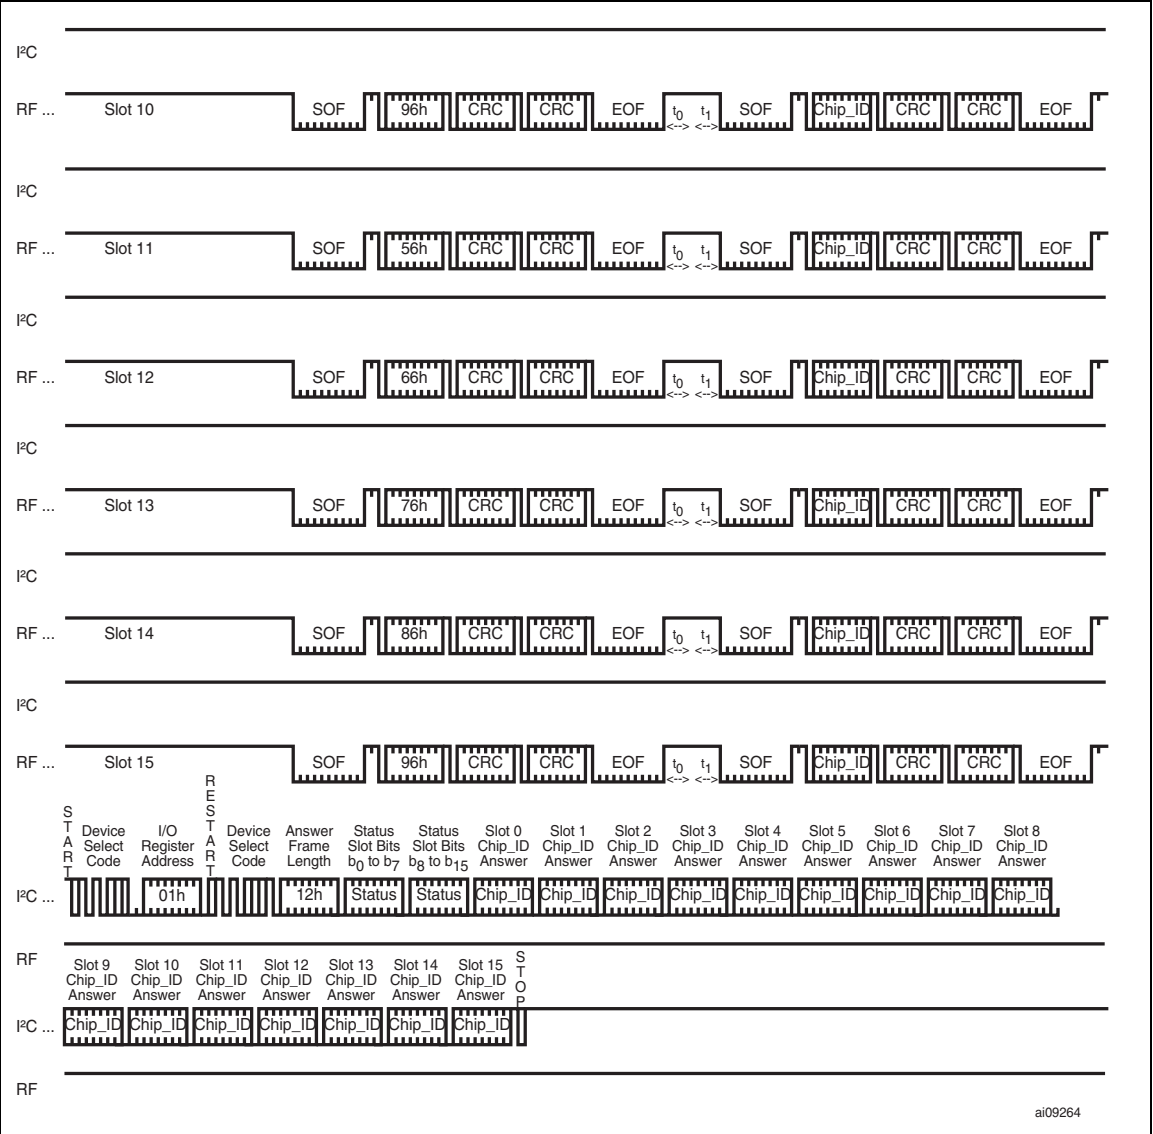 I²C
RF ... Slot 10 SOF 96h CRC CRC EOF t0 t1 SOF Chip_ID CRC CRC EOF
<--> <-->
I²C
RF ... Slot 11 SOF 56h CRC CRC EOF t0 t1 SOF Chip_ID CRC CRC EOF
<--> <-->
I²C
RF ... Slot 12 SOF 66h CRC CRC EOF t0 t1 SOF Chip_ID CRC CRC EOF
<--> <-->
I²C
RF ... Slot 13 SOF 76h CRC CRC EOF t0 t1 SOF Chip_ID CRC CRC EOF
<--> <-->
I²C
RF ... Slot 14 SOF 86h CRC CRC EOF t0 t1 SOF Chip_ID CRC CRC EOF
<--> <-->
I²C
RF ... Slot 15 SOF 96h CRC CRC EOF t0 t1 SOF Chip_ID CRC CRC EOF
<--> <-->
START
RESTART
Device I/O Device Answer Status Status Slot 0 Slot 1 Slot 2 Slot 3 Slot 4 Slot 5 Slot 6 Slot 7 Slot 8
Select Register Select Frame Slot Bits Slot Bits Chip_ID Chip_ID Chip_ID Chip_ID Chip_ID Chip_ID Chip_ID Chip_ID Chip_ID
Code Address Code Length b0 to b7 b8 to b15 Answer Answer Answer Answer Answer Answer Answer Answer Answer
I²C ... 01h 12h Status Status Chip_ID Chip_ID Chip_ID Chip_ID Chip_ID Chip_ID Chip_ID Chip_ID Chip_ID
RF
Slot 9 Slot 10 Slot 11 Slot 12 Slot 13 Slot 14 Slot 15
Chip_ID Chip_ID Chip_ID Chip_ID Chip_ID Chip_ID Chip_ID
Answer Answer Answer Answer Answer Answer Answer
STOP
I²C ... Chip_ID Chip_ID Chip_ID Chip_ID Chip_ID Chip_ID Chip_ID
RF
ai09264